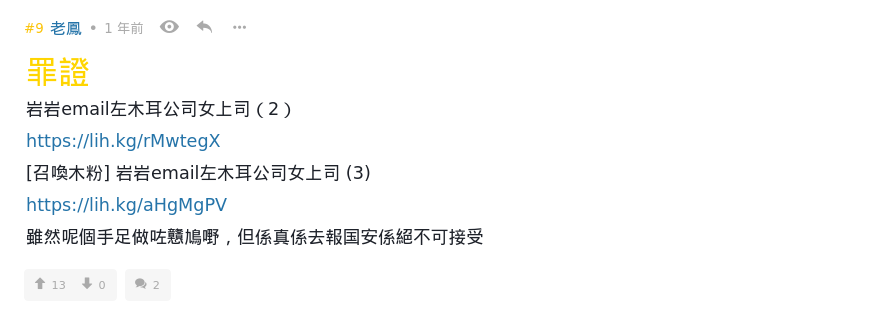 #9 老鳳 • 1 年前
罪證
岩岩email左木耳公司女上司（2）
https://lih.kg/rMwtegX
[召喚木粉] 岩岩email左木耳公司女上司 (3)
https://lih.kg/aHgMgPV
雖然呢個手足做咗戇鳩嘢，但係真係去報国安係絕不可接受
13 0 2